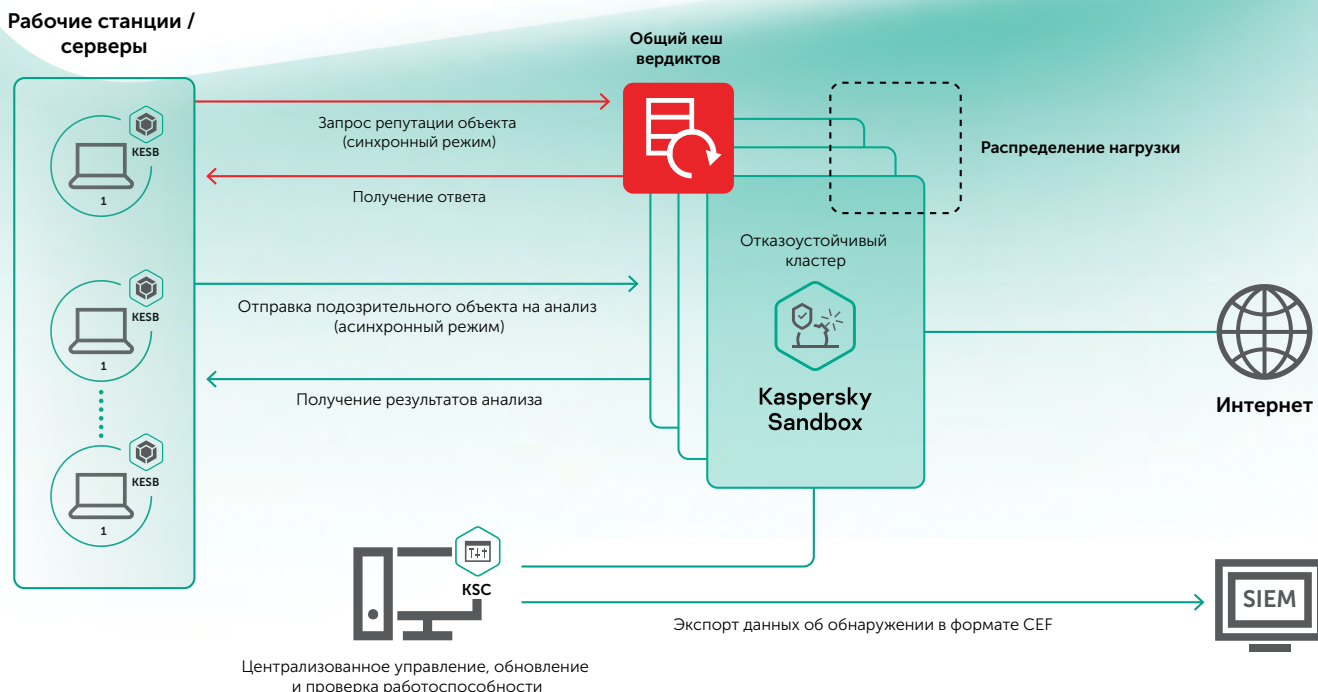 Рабочие станции /
серверы
Общий кеш
вердиктов
KESB
1
Запрос репутации объекта
(синхронный режим)
Получение ответа
Распределение нагрузки
KESB
1
Отправка подозрительного объекта на анализ
(асинхронный режим)
Получение результатов анализа
KESB
1
Отказоустойчивый
кластер
Kaspersky
Sandbox
Интернет
KSC
Централизованное управление, обновление
и проверка работоспособности
Экспорт данных об обнаружении в формате CEF
SIEM